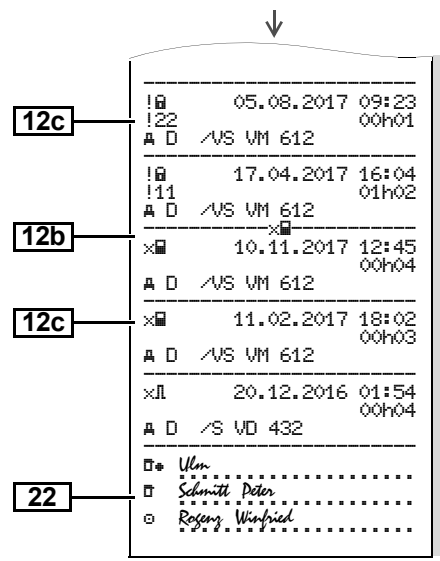 ! 05.08.2017 09:23
12c
!22 00h01
D /VS VM 612
! 17.04.2017 16:04
!11 01h02
D /VS VM 612
12b
x
x 10.11.2017 12:45
00h04
D /VS VM 612
12c
x 11.02.2017 18:02
00h03
D /VS VM 612
x 20.12.2016 01:54
00h04
D /S VD 432
Ulm
22
Schmitt Peter
Rogenz Winfried